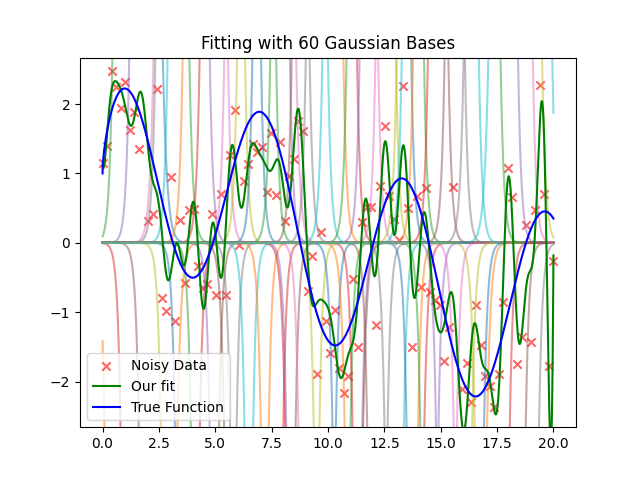 Fitting with 60 Gaussian Bases
2
1
0
−1
−2
Noisy Data
Our fit
True Function
0.0 2.5 5.0 7.5 10.0 12.5 15.0 17.5 20.0